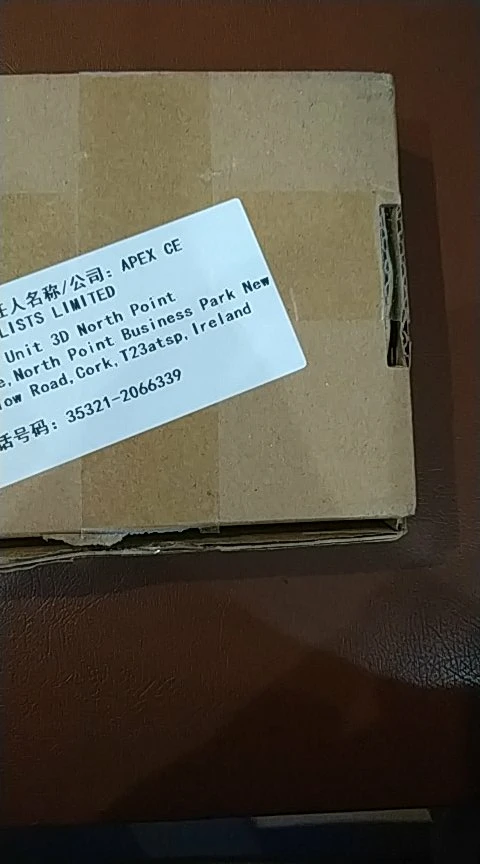 任人名称/公司: APEX CE
LISTS LIMITED
Unit 3D North Point
e, North Point Business Park New
low Road, Cork, T23atsp, Ireland
话号码: 35321-2066339